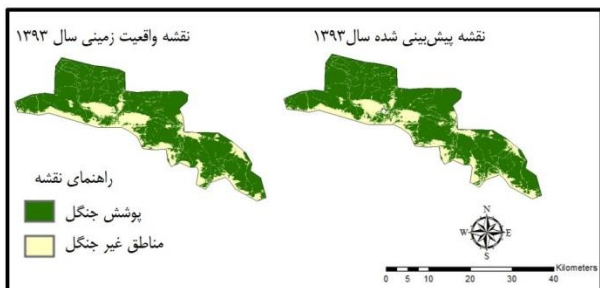 نقشه پیش‌بینی شده سال۱۳۹۳
نقشه واقعیت زمینی سال ۱۳۹۳
راهنمای نقشه
پوشش جنگل
مناطق غیر جنگل
N
W E
S
Kilometers
0 5 10 20 30 40